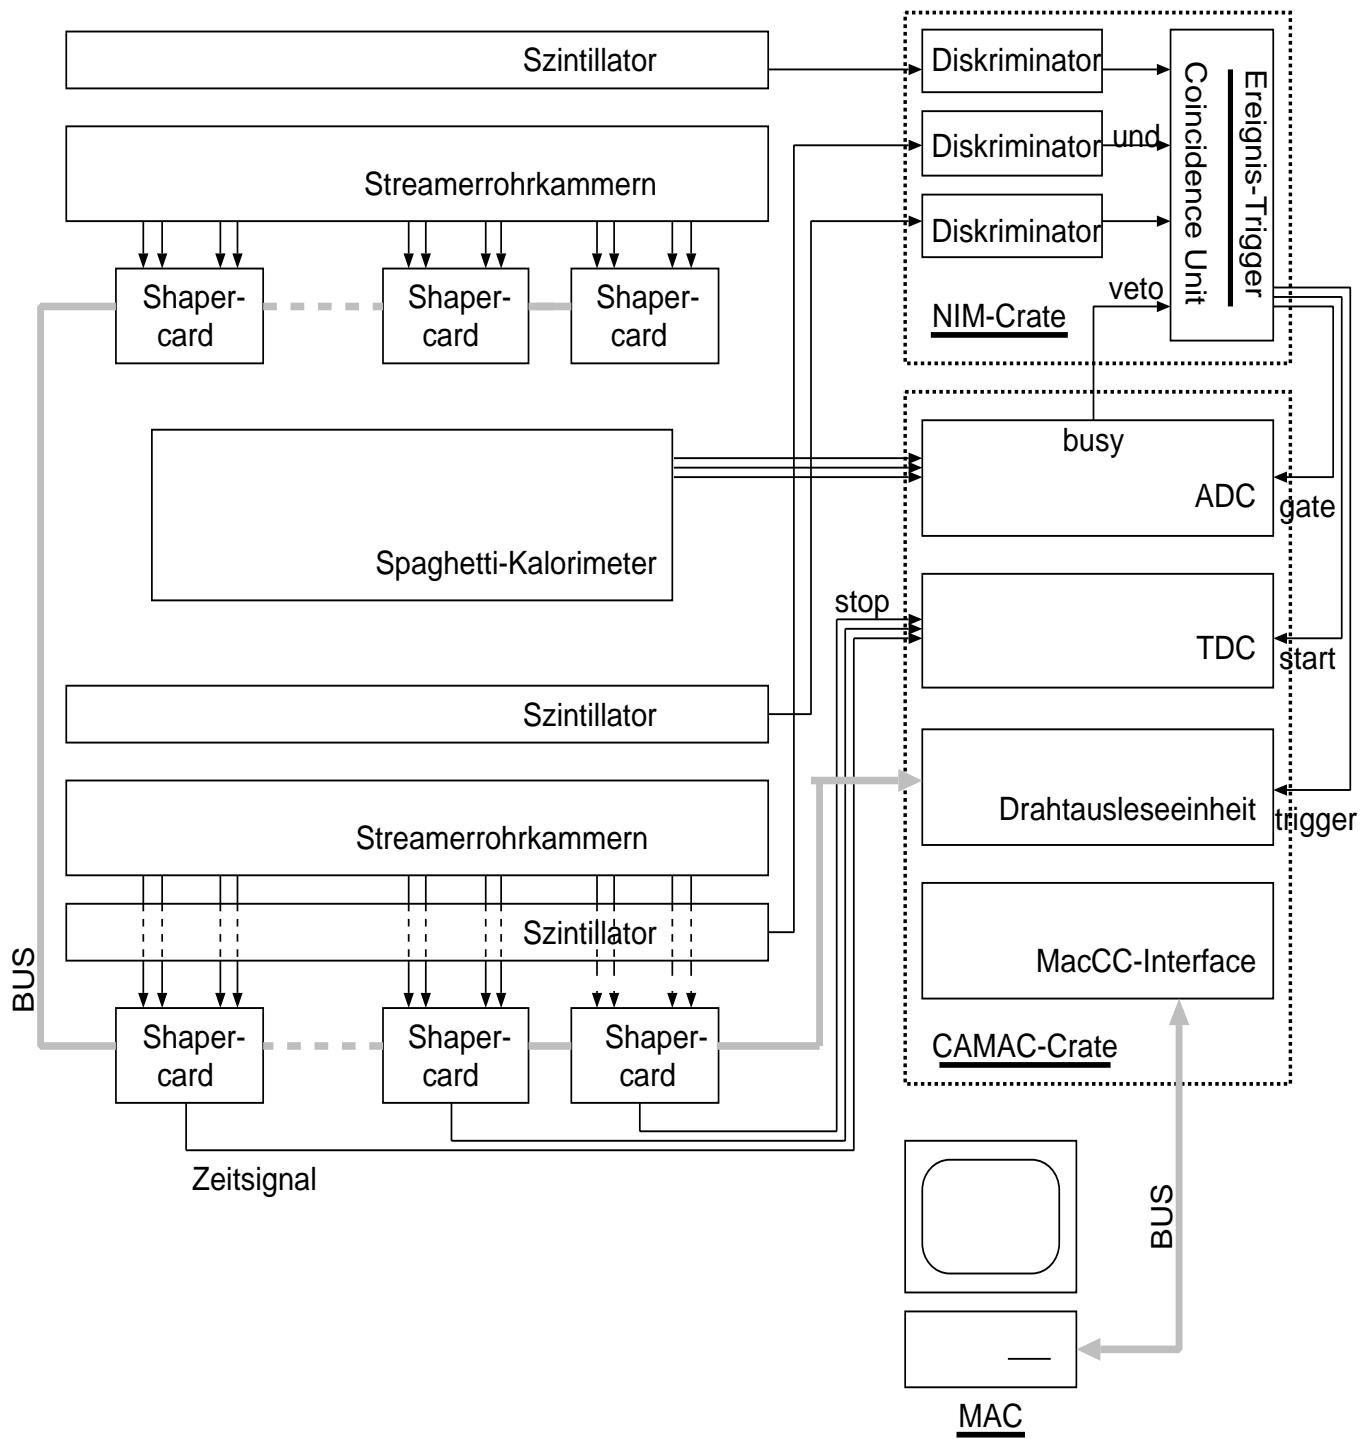 Szintillator
Diskriminator
Streamerrohrkammern
Diskriminator
und
Diskriminator
Coincidence Unit
Ereignis-Trigger
veto
NIM-Crate
Shaper-
card
Shaper-
card
Shaper-
card
busy
ADC
gate
Spaghetti-Kalorimeter
stop
TDC
start
Szintillator
Drahtausleseeinheit
trigger
Streamerrohrkammern
Szintillator
MacCC-Interface
BUS
CAMAC-Crate
Shaper-
card
Shaper-
card
Shaper-
card
Zeitsignal
BUS
MAC